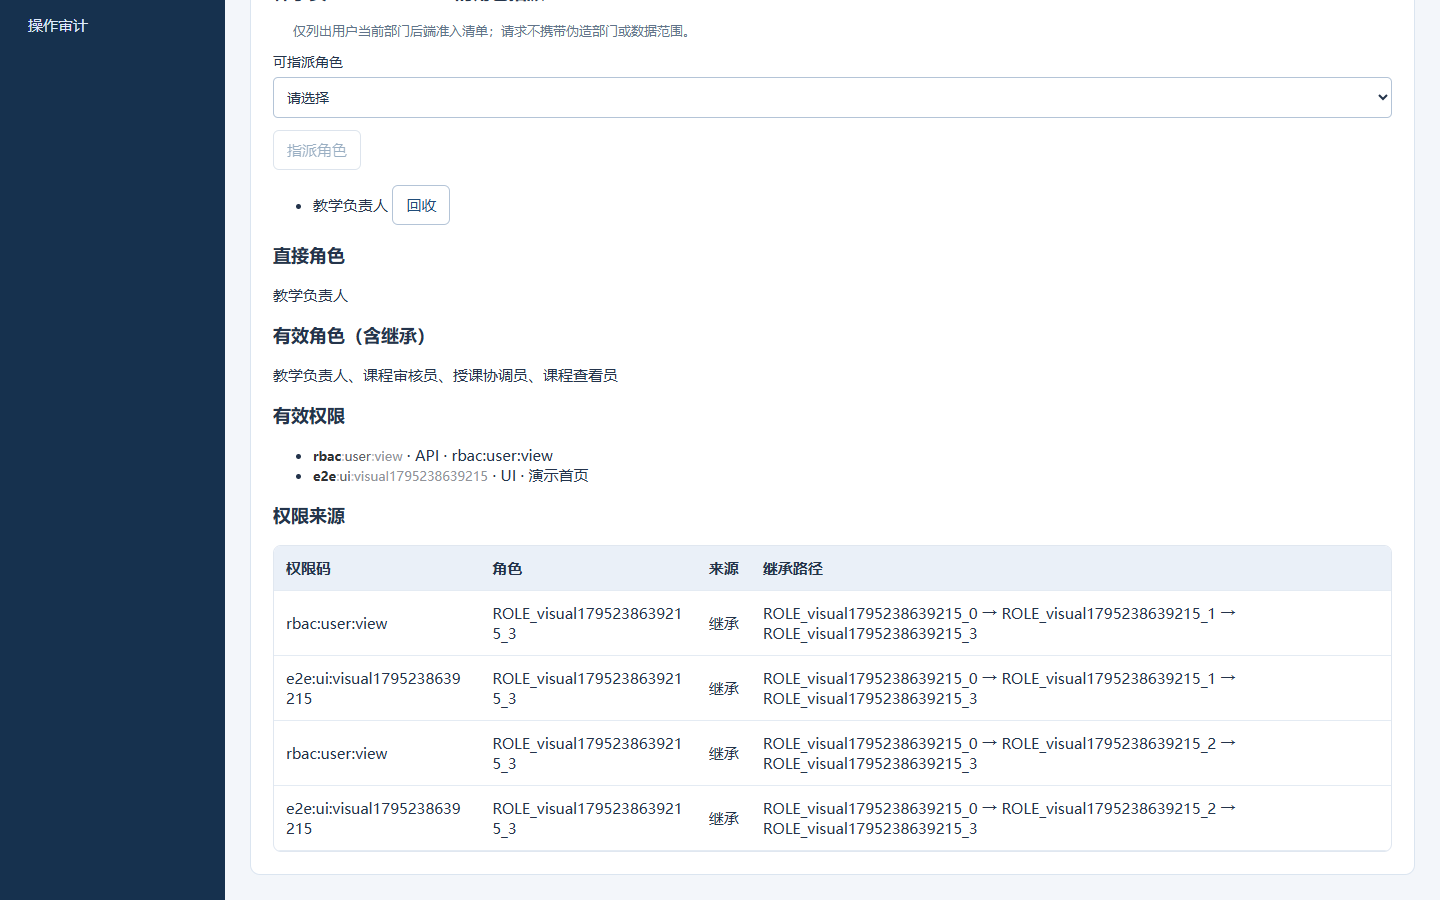 操作审计
仅列出用户当前部门后端准入清单；请求不携带伪造部门或数据范围。
可指派角色
请选择
指派角色
教学负责人 回收
直接角色
教学负责人
有效角色（含继承）
教学负责人、课程审核员、授课协调员、课程查看员
有效权限
rbac:user:view · API · rbac:user:view
e2e:ui:visual1795238639215 · UI · 演示首页
权限来源
权限码 角色 来源 继承路径
rbac:user:view ROLE_visual179523863921 继承 ROLE_visual1795238639215_0 → ROLE_visual1795238639215_1 →
5_3 ROLE_visual1795238639215_3
e2e:ui:visual1795238639 ROLE_visual179523863921 继承 ROLE_visual1795238639215_0 → ROLE_visual1795238639215_1 →
215 5_3 ROLE_visual1795238639215_3
rbac:user:view ROLE_visual179523863921 继承 ROLE_visual1795238639215_0 → ROLE_visual1795238639215_2 →
5_3 ROLE_visual1795238639215_3
e2e:ui:visual1795238639 ROLE_visual179523863921 继承 ROLE_visual1795238639215_0 → ROLE_visual1795238639215_2 →
215 5_3 ROLE_visual1795238639215_3